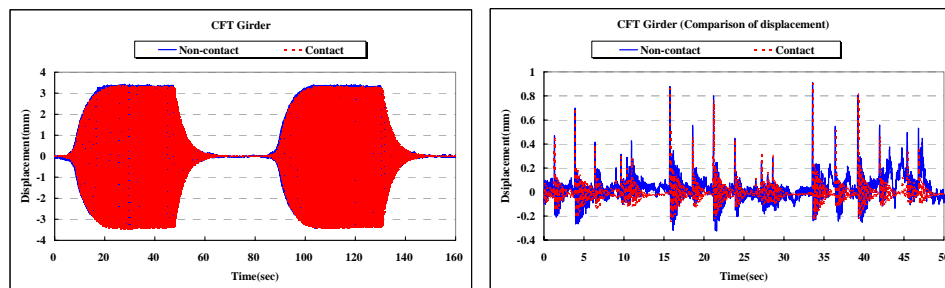 CFT Girder
Non-contact Contact
4
3
2
1
0
-1
-2
-3
-4
Displacement(mm)
0 20 40 60 80 100 120 140 160
Time(sec)
CFT Girder (Comparison of displacement)
Non-contact Contact
1
0.8
0.6
0.4
0.2
0
-0.2
-0.4
Displacement(mm)
0 5 10 15 20 25 30 35 40 45 50
Time(sec)